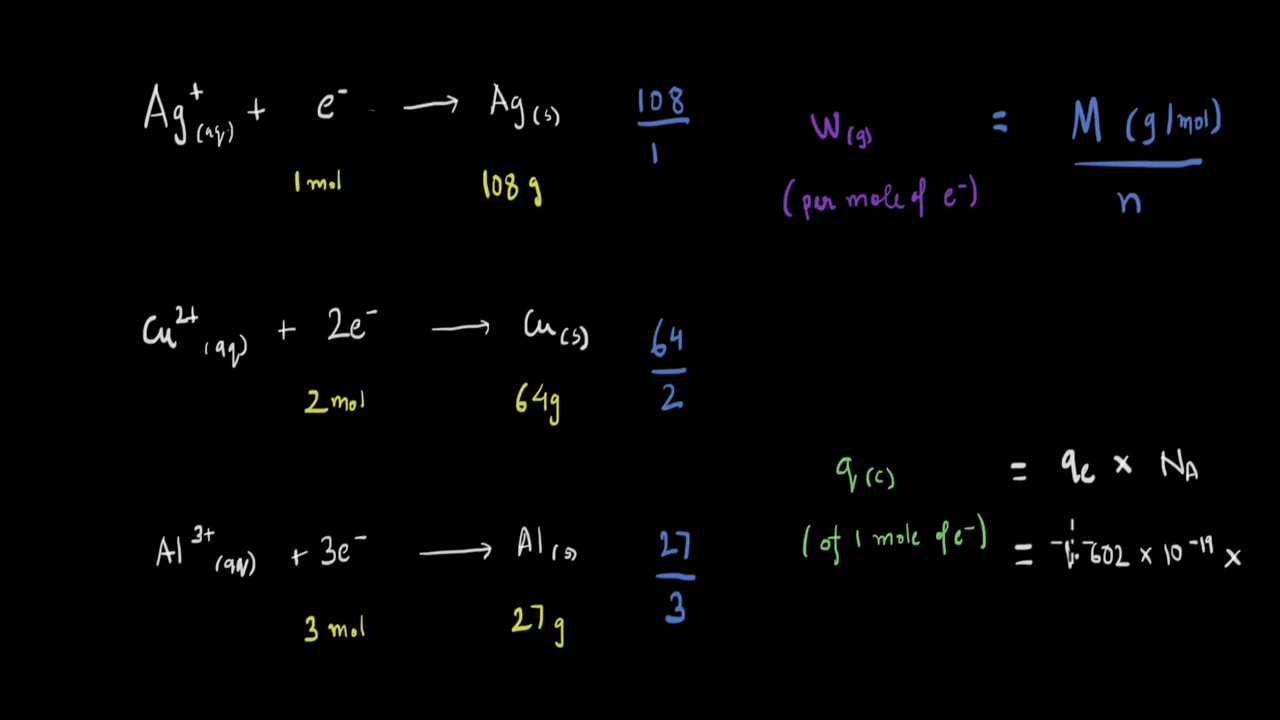 Ag⁺(aq) + e⁻ → Ag(s) 108/1
1 mol 108 g
W(g) = M (g/mol)/n
(per mole of e⁻)
Cu²⁺(aq) + 2e⁻ → Cu(s) 64/2
2 mol 64g
q(C) = qe × NA
(of 1 mole of e⁻) = -1.602 × 10⁻¹⁹ ×
Al³⁺(aq) + 3e⁻ → Al(s) 27/3
3 mol 27 g